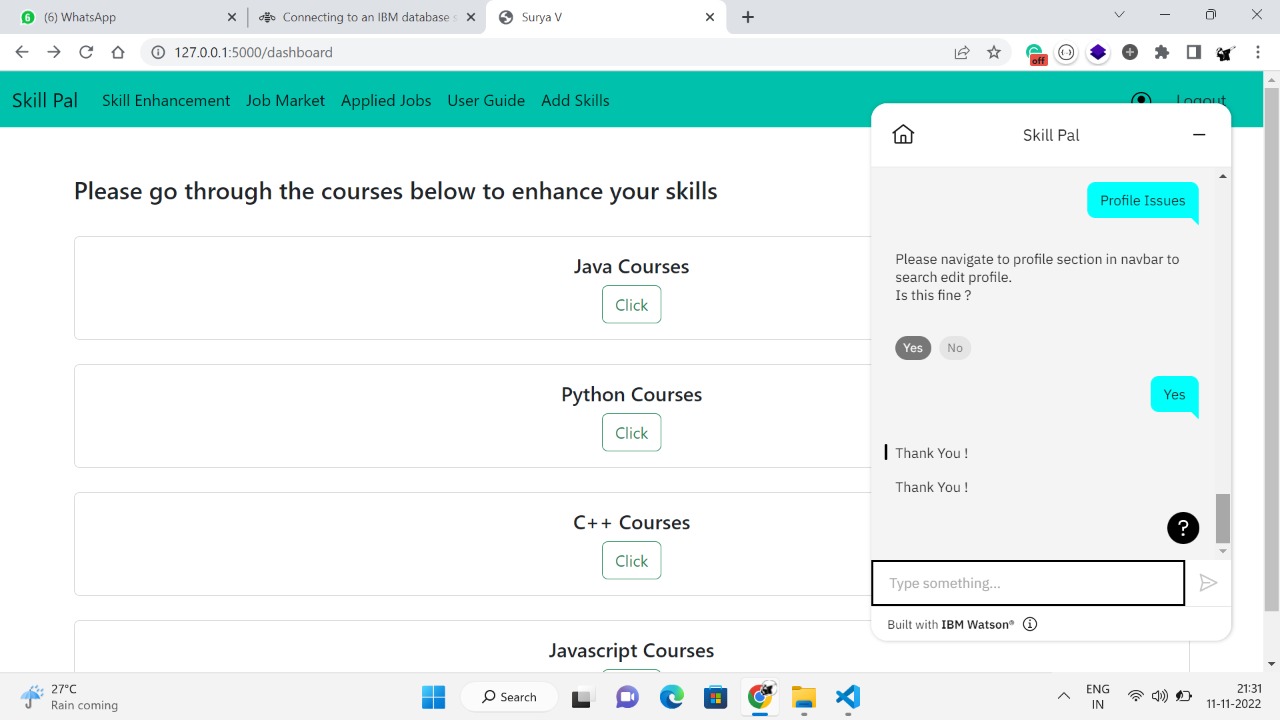 (6) WhatsApp
Connecting to an IBM database s
Surya V
127.0.0.1:5000/dashboard
off
Skill Pal
Skill Enhancement
Job Market
Applied Jobs
User Guide
Add Skills
Logout
Please go through the courses below to enhance your skills
Java Courses
Click
Python Courses
Click
C++ Courses
Click
Javascript Courses
Skill Pal
Profile Issues
Please navigate to profile section in navbar to
search edit profile.
Is this fine ?
Yes No
Yes
Thank You !
Thank You !
?
Type something...
Built with IBM Watson®
27°C
Rain coming
Search
ENG
IN
21:31
11-11-2022